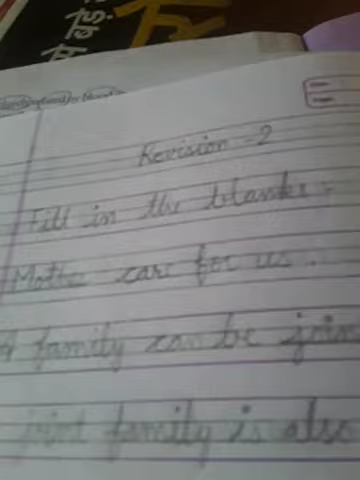 Revision - 2
Fill in the blanks :
Mother care for us .
A family can be joint
joint family is also